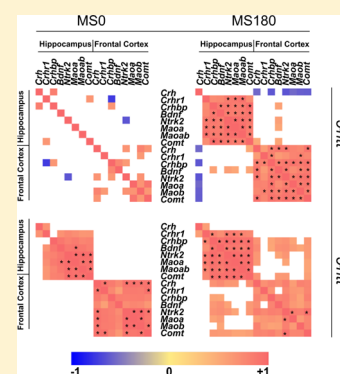 MS0 MS180
Hippocampus Frontal Cortex Hippocampus Frontal Cortex
Crh Crhr1 Crhbp Bdnf Ntrk2 Maoa Maoab Comt Crh Crhr1 Crhbp Bdnf Ntrk2 Maoa Maob Comt
Crh Crhr1 Crhbp Bdnf Ntrk2 Maoa Maoab Comt Crh Crhr1 Crhbp Bdnf Ntrk2 Maoa Maob Comt
Frontal Cortex Hippocampus
Crh
Crhr1
Crhbp
Bdnf
Ntrk2
Maoa
Maoab
Comt
Crh
Crhr1
Crhbp
Bdnf
Ntrk2
Maoa
Maob
Comt
Frontal Cortex Hippocampus
Crh
Crhr1
Crhbp
Bdnf
Ntrk2
Maoa
Maoab
Comt
Crh
Crhr1
Crhbp
Bdnf
Ntrk2
Maoa
Maob
Comt
-1 0 +1